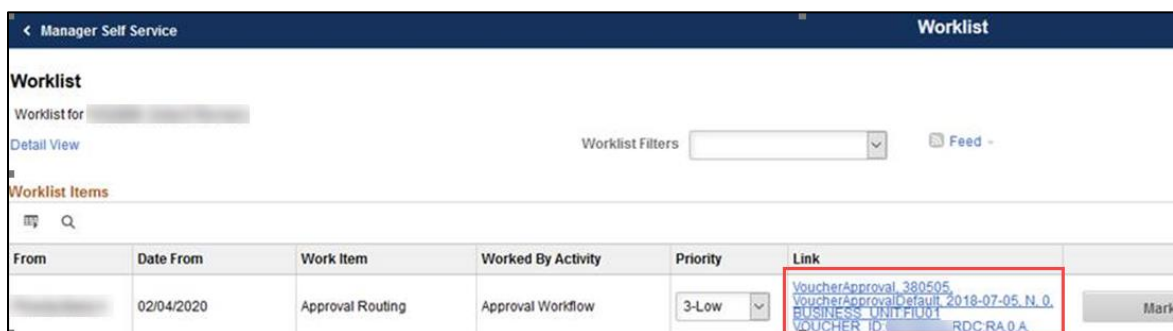 Manager Self Service
Worklist
Worklist
Worklist for
Detail View
Worklist Filters
Feed
Worklist Items
From Date From Work Item Worked By Activity Priority Link
02/04/2020 Approval Routing Approval Workflow 3-Low
VoucherApproval, 380505,
VoucherApprovalDefault, 2018-07-05, N, 0,
BUSINESS_UNIT:FIU01
VOUCHER_ID: RDC:RA,0,A,
Mark